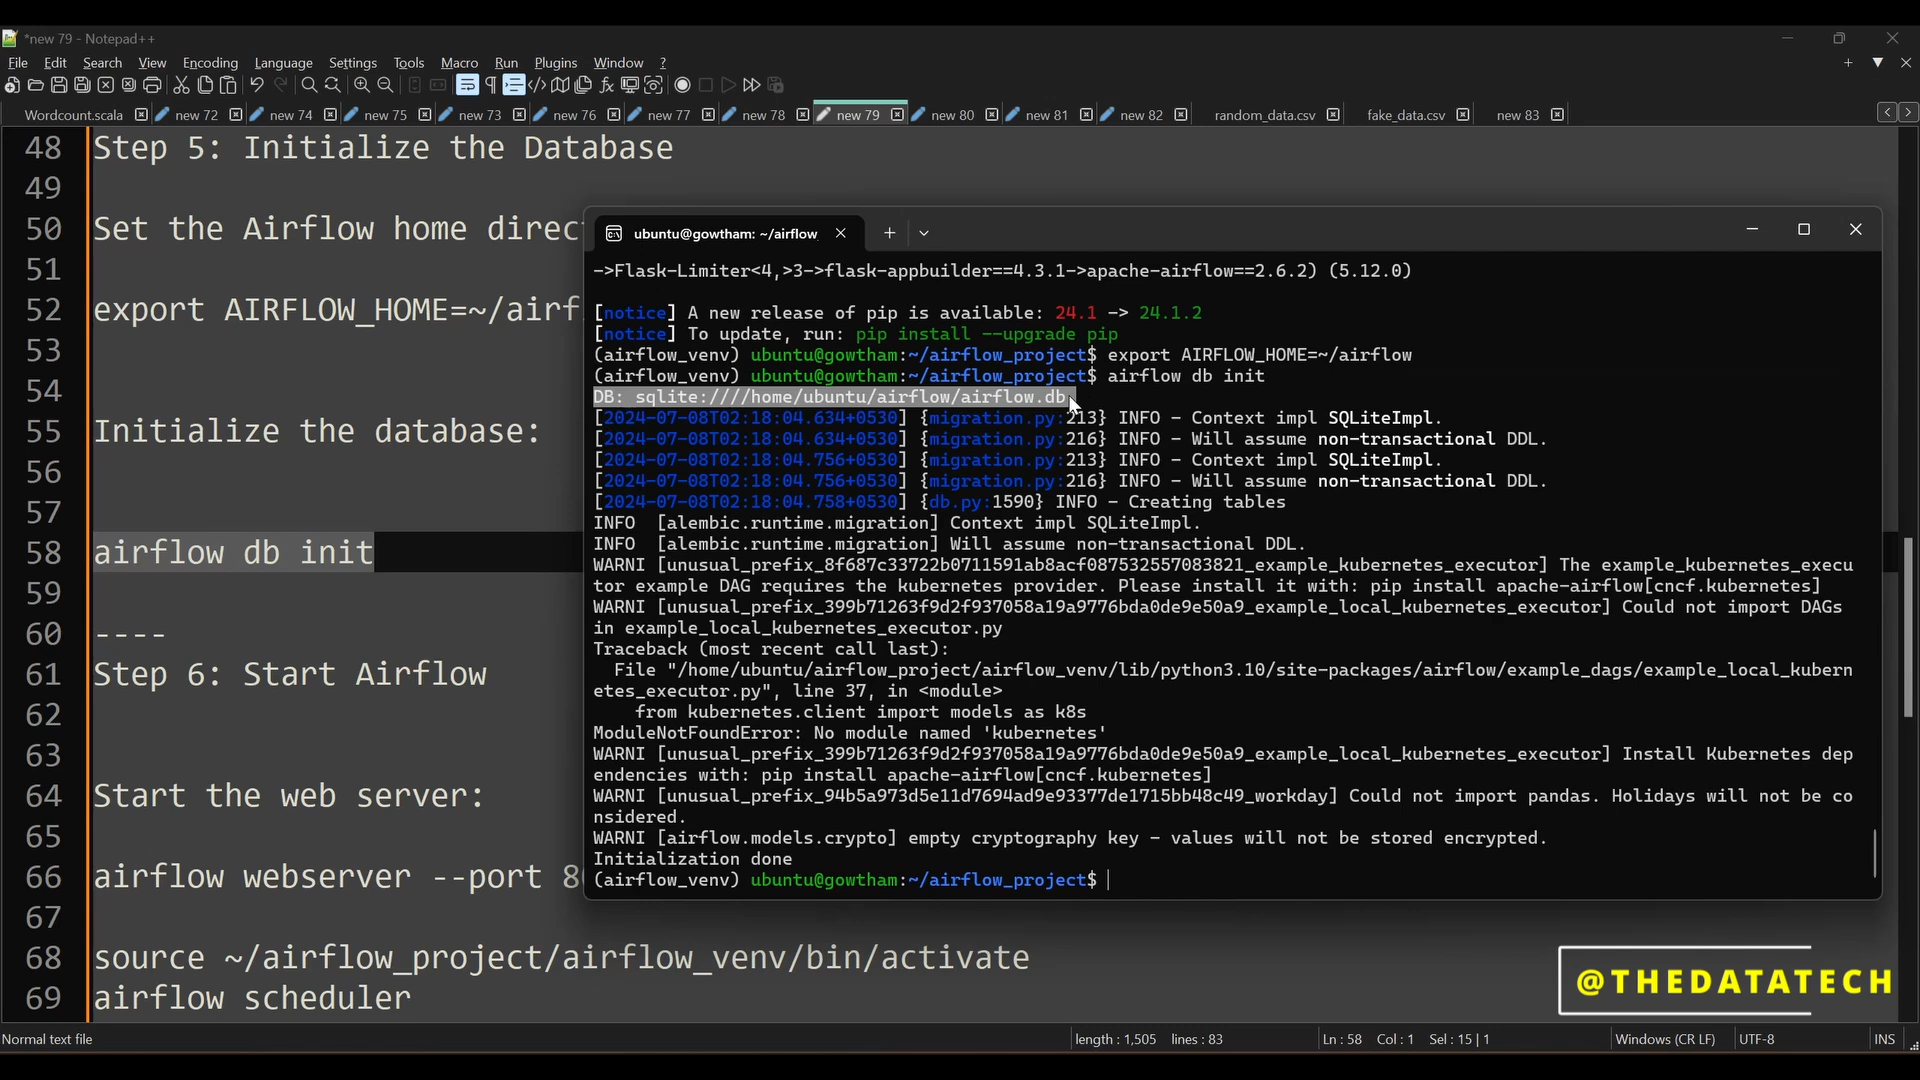 *new 79 - Notepad++
File Edit Search View Encoding Language Settings Tools Macro Run Plugins Window ?
Wordcount.scala new 72 new 74 new 75 new 73 new 76 new 77 new 78 new 79 new 80 new 81 new 82 random_data.csv fake_data.csv new 83
48 Step 5: Initialize the Database
49
50 Set the Airflow home direc
51
52 export AIRFLOW_HOME=~/airf
53
54
55 Initialize the database:
56
57
58 airflow db init
59
60 ----
61 Step 6: Start Airflow
62
63
64 Start the web server:
65
66 airflow webserver --port 8
67
68 source ~/airflow_project/airflow_venv/bin/activate
69 airflow scheduler
ubuntu@gowtham: ~/airflow
->Flask-Limiter<4,>3->flask-appbuilder==4.3.1->apache-airflow==2.6.2) (5.12.0)
[notice] A new release of pip is available: 24.1 -> 24.1.2
[notice] To update, run: pip install --upgrade pip
(airflow_venv) ubuntu@gowtham:~/airflow_project$ export AIRFLOW_HOME=~/airflow
(airflow_venv) ubuntu@gowtham:~/airflow_project$ airflow db init
DB: sqlite:////home/ubuntu/airflow/airflow.db
[2024-07-08T02:18:04.634+0530] {migration.py:213} INFO - Context impl SQLiteImpl.
[2024-07-08T02:18:04.634+0530] {migration.py:216} INFO - Will assume non-transactional DDL.
[2024-07-08T02:18:04.756+0530] {migration.py:213} INFO - Context impl SQLiteImpl.
[2024-07-08T02:18:04.756+0530] {migration.py:216} INFO - Will assume non-transactional DDL.
[2024-07-08T02:18:04.758+0530] {db.py:1590} INFO - Creating tables
INFO  [alembic.runtime.migration] Context impl SQLiteImpl.
INFO  [alembic.runtime.migration] Will assume non-transactional DDL.
WARNI [unusual_prefix_8f687c33722b0711591ab8acf087532557083821_example_kubernetes_executor] The example_kubernetes_execu
tor example DAG requires the kubernetes provider. Please install it with: pip install apache-airflow[cncf.kubernetes]
WARNI [unusual_prefix_399b71263f9d2f937058a19a9776bda0de9e50a9_example_local_kubernetes_executor] Could not import DAGs
in example_local_kubernetes_executor.py
Traceback (most recent call last):
  File "/home/ubuntu/airflow_project/airflow_venv/lib/python3.10/site-packages/airflow/example_dags/example_local_kubern
etes_executor.py", line 37, in <module>
    from kubernetes.client import models as k8s
ModuleNotFoundError: No module named 'kubernetes'
WARNI [unusual_prefix_399b71263f9d2f937058a19a9776bda0de9e50a9_example_local_kubernetes_executor] Install Kubernetes dep
endencies with: pip install apache-airflow[cncf.kubernetes]
WARNI [unusual_prefix_94b5a973d5e11d7694ad9e93377de1715bb48c49_workday] Could not import pandas. Holidays will not be co
nsidered.
WARNI [airflow.models.crypto] empty cryptography key - values will not be stored encrypted.
Initialization done
(airflow_venv) ubuntu@gowtham:~/airflow_project$
@THEDATATECH
Normal text file length : 1,505 lines : 83 Ln : 58 Col : 1 Sel : 15 | 1 Windows (CR LF) UTF-8 INS